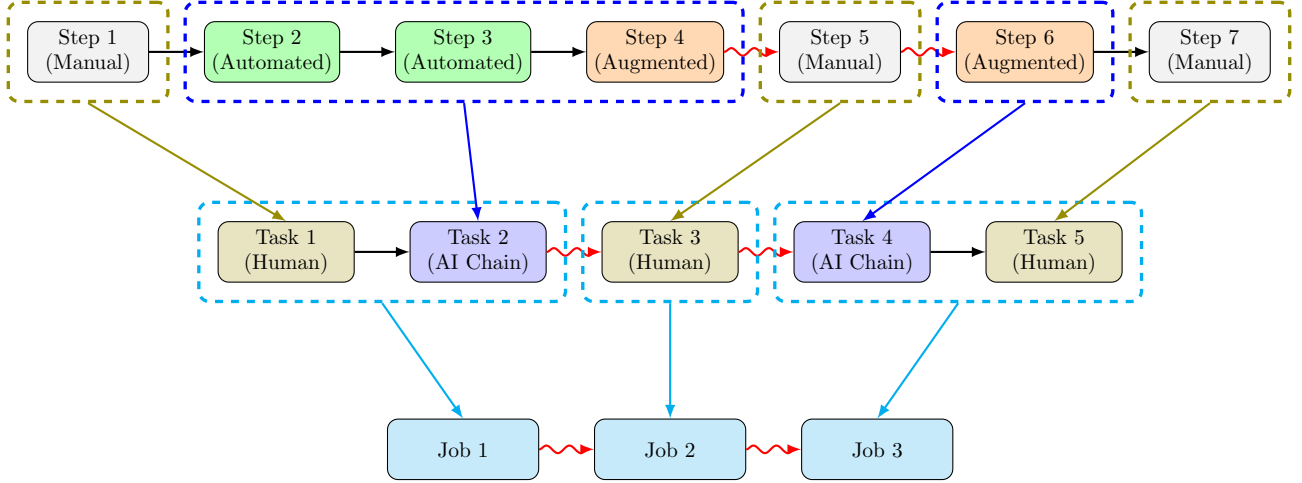 Step 1
(Manual)
Step 2
(Automated)
Step 3
(Automated)
Step 4
(Augmented)
Step 5
(Manual)
Step 6
(Augmented)
Step 7
(Manual)
Task 1
(Human)
Task 2
(AI Chain)
Task 3
(Human)
Task 4
(AI Chain)
Task 5
(Human)
Job 1
Job 2
Job 3